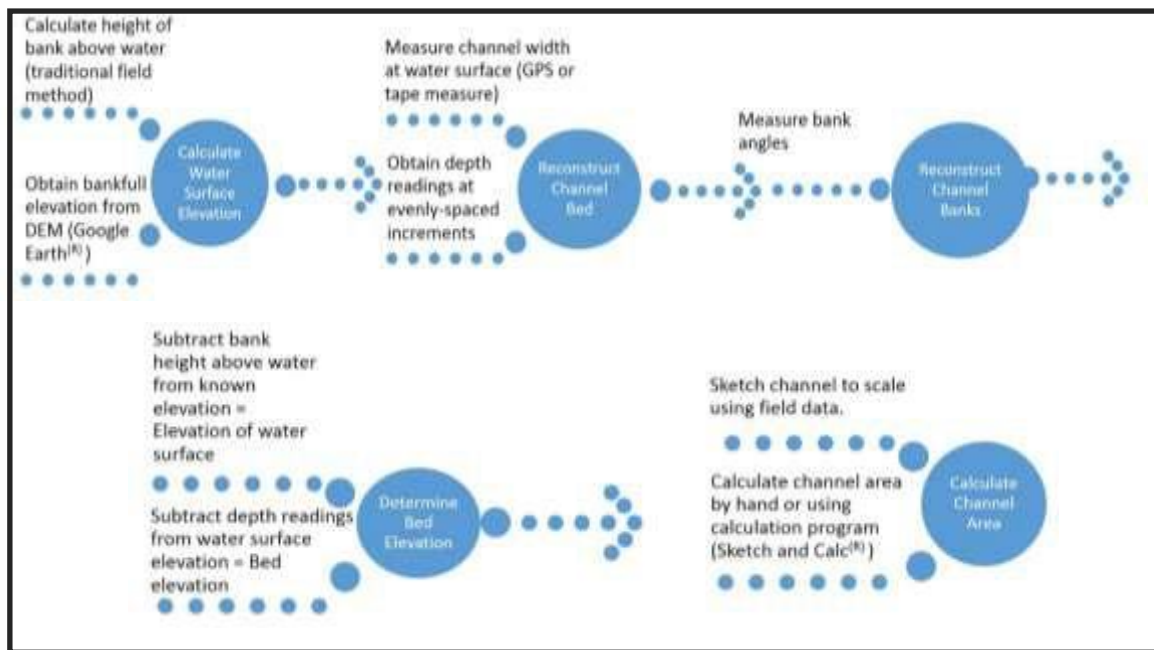 Calculate height of
bank above water
(traditional field
method)
Obtain bankfull
elevation from
DEM (Google
Earth(R))
Calculate
Water
Surface
Elevation
Measure channel width
at water surface (GPS or
tape measure)
Obtain depth
readings at
evenly-spaced
increments
Reconstruct
Channel
Bed
Measure bank
angles
Reconstruct
Channel
Banks
Subtract bank
height above water
from known
elevation =
Elevation of water
surface
Subtract depth readings
from water surface
elevation = Bed
elevation
Determine
Bed
Elevation
Sketch channel to scale
using field data.
Calculate channel area
by hand or using
calculation program
(Sketch and Calc(R))
Calculate
Channel
Area